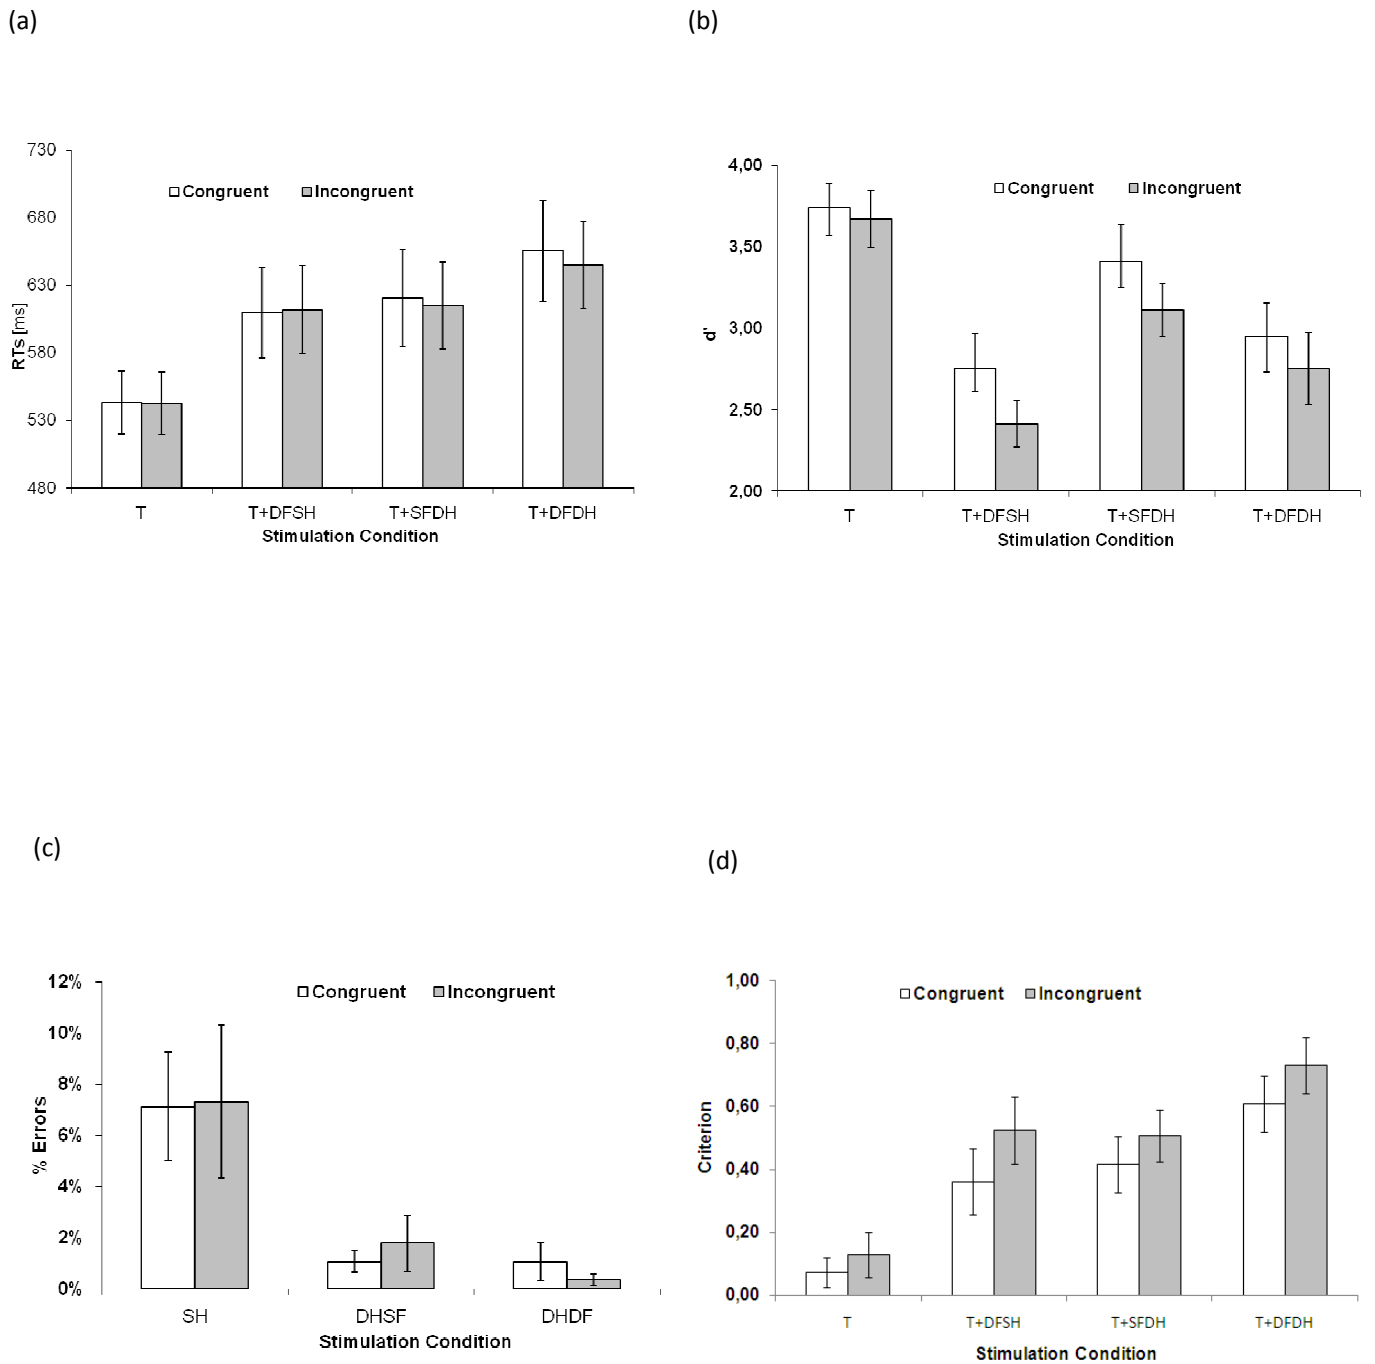 (a)
730
680
630
580
530
480
RTs [ms]
Congruent Incongruent
T T+DFSH T+SFDH T+DFDH
Stimulation Condition
(b)
4,00
3,50
3,00
2,50
2,00
d'
Congruent Incongruent
T T+DFSH T+SFDH T+DFDH
Stimulation Condition
(c)
12%
10%
8%
6%
4%
2%
0%
% Errors
Congruent Incongruent
SH DHSF DHDF
Stimulation Condition
(d)
1,00
0,80
0,60
0,40
0,20
0,00
Criterion
Congruent Incongruent
T T+DFSH T+SFDH T+DFDH
Stimulation Condition